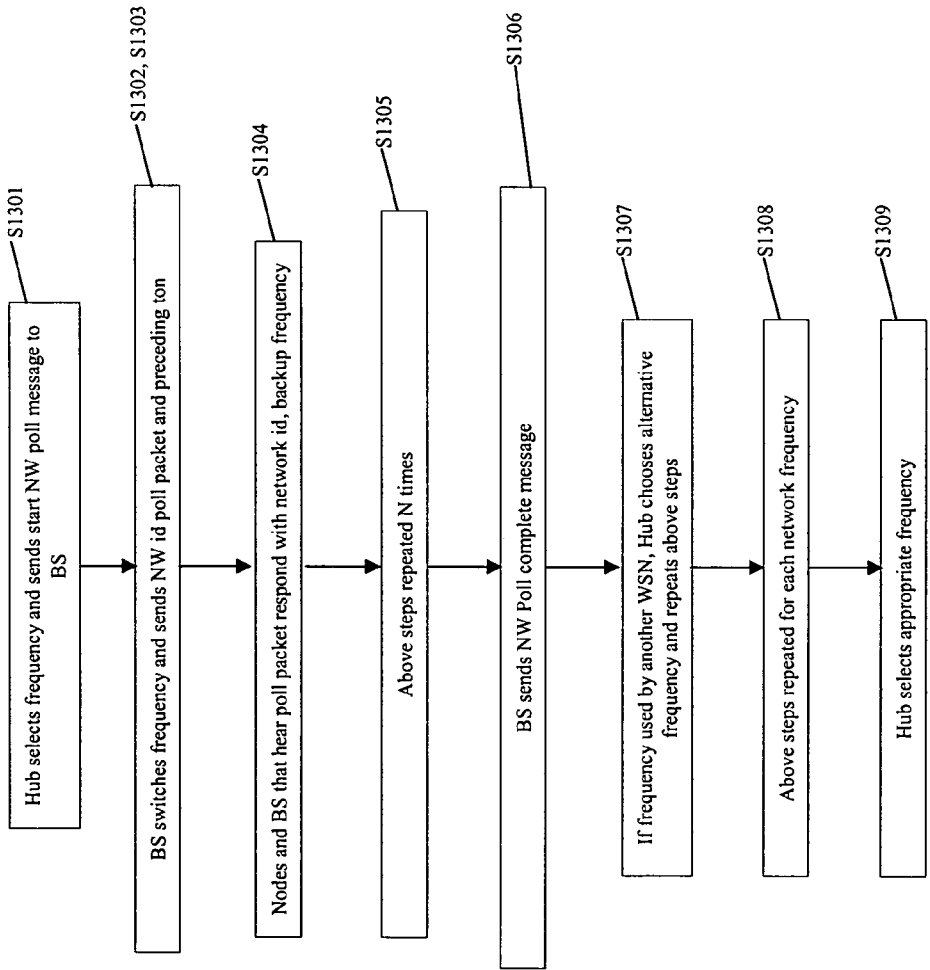 Hub selects frequency and sends start NW poll message to
BS
S1301
BS switches frequency and sends NW id poll packet and preceding ton
S1302, S1303
Nodes and BS that hear poll packet respond with network id, backup frequency
S1304
Above steps repeated N times
S1305
BS sends NW Poll complete message
S1306
If frequency used by another WSN, Hub chooses alternative
frequency and repeats above steps
S1307
Above steps repeated for each network frequency
S1308
Hub selects appropriate frequency
S1309